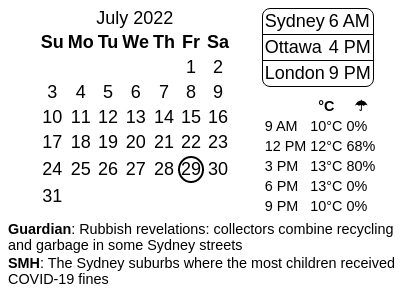 July 2022
Su Mo Tu We Th Fr Sa
1 2
3 4 5 6 7 8 9
10 11 12 13 14 15 16
17 18 19 20 21 22 23
24 25 26 27 28 29 30
31
Sydney 6 AM
Ottawa 4 PM
London 9 PM
°C ☂
9 AM 10°C 0%
12 PM 12°C 68%
3 PM 13°C 80%
6 PM 13°C 0%
9 PM 10°C 0%
Guardian: Rubbish revelations: collectors combine recycling
and garbage in some Sydney streets
SMH: The Sydney suburbs where the most children received
COVID-19 fines